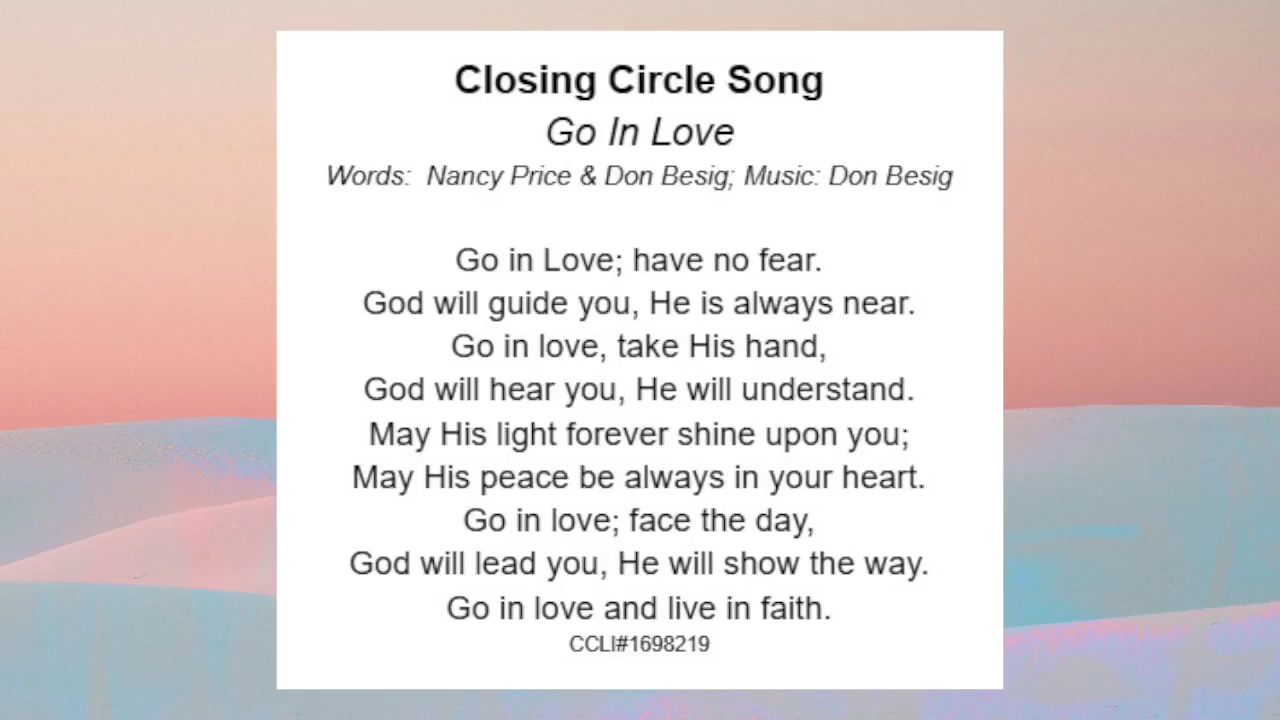 Closing Circle Song
Go In Love
Words:  Nancy Price & Don Besig; Music: Don Besig
Go in Love; have no fear.
God will guide you, He is always near.
Go in love, take His hand,
God will hear you, He will understand.
May His light forever shine upon you;
May His peace be always in your heart.
Go in love; face the day,
God will lead you, He will show the way.
Go in love and live in faith.
CCLI#1698219